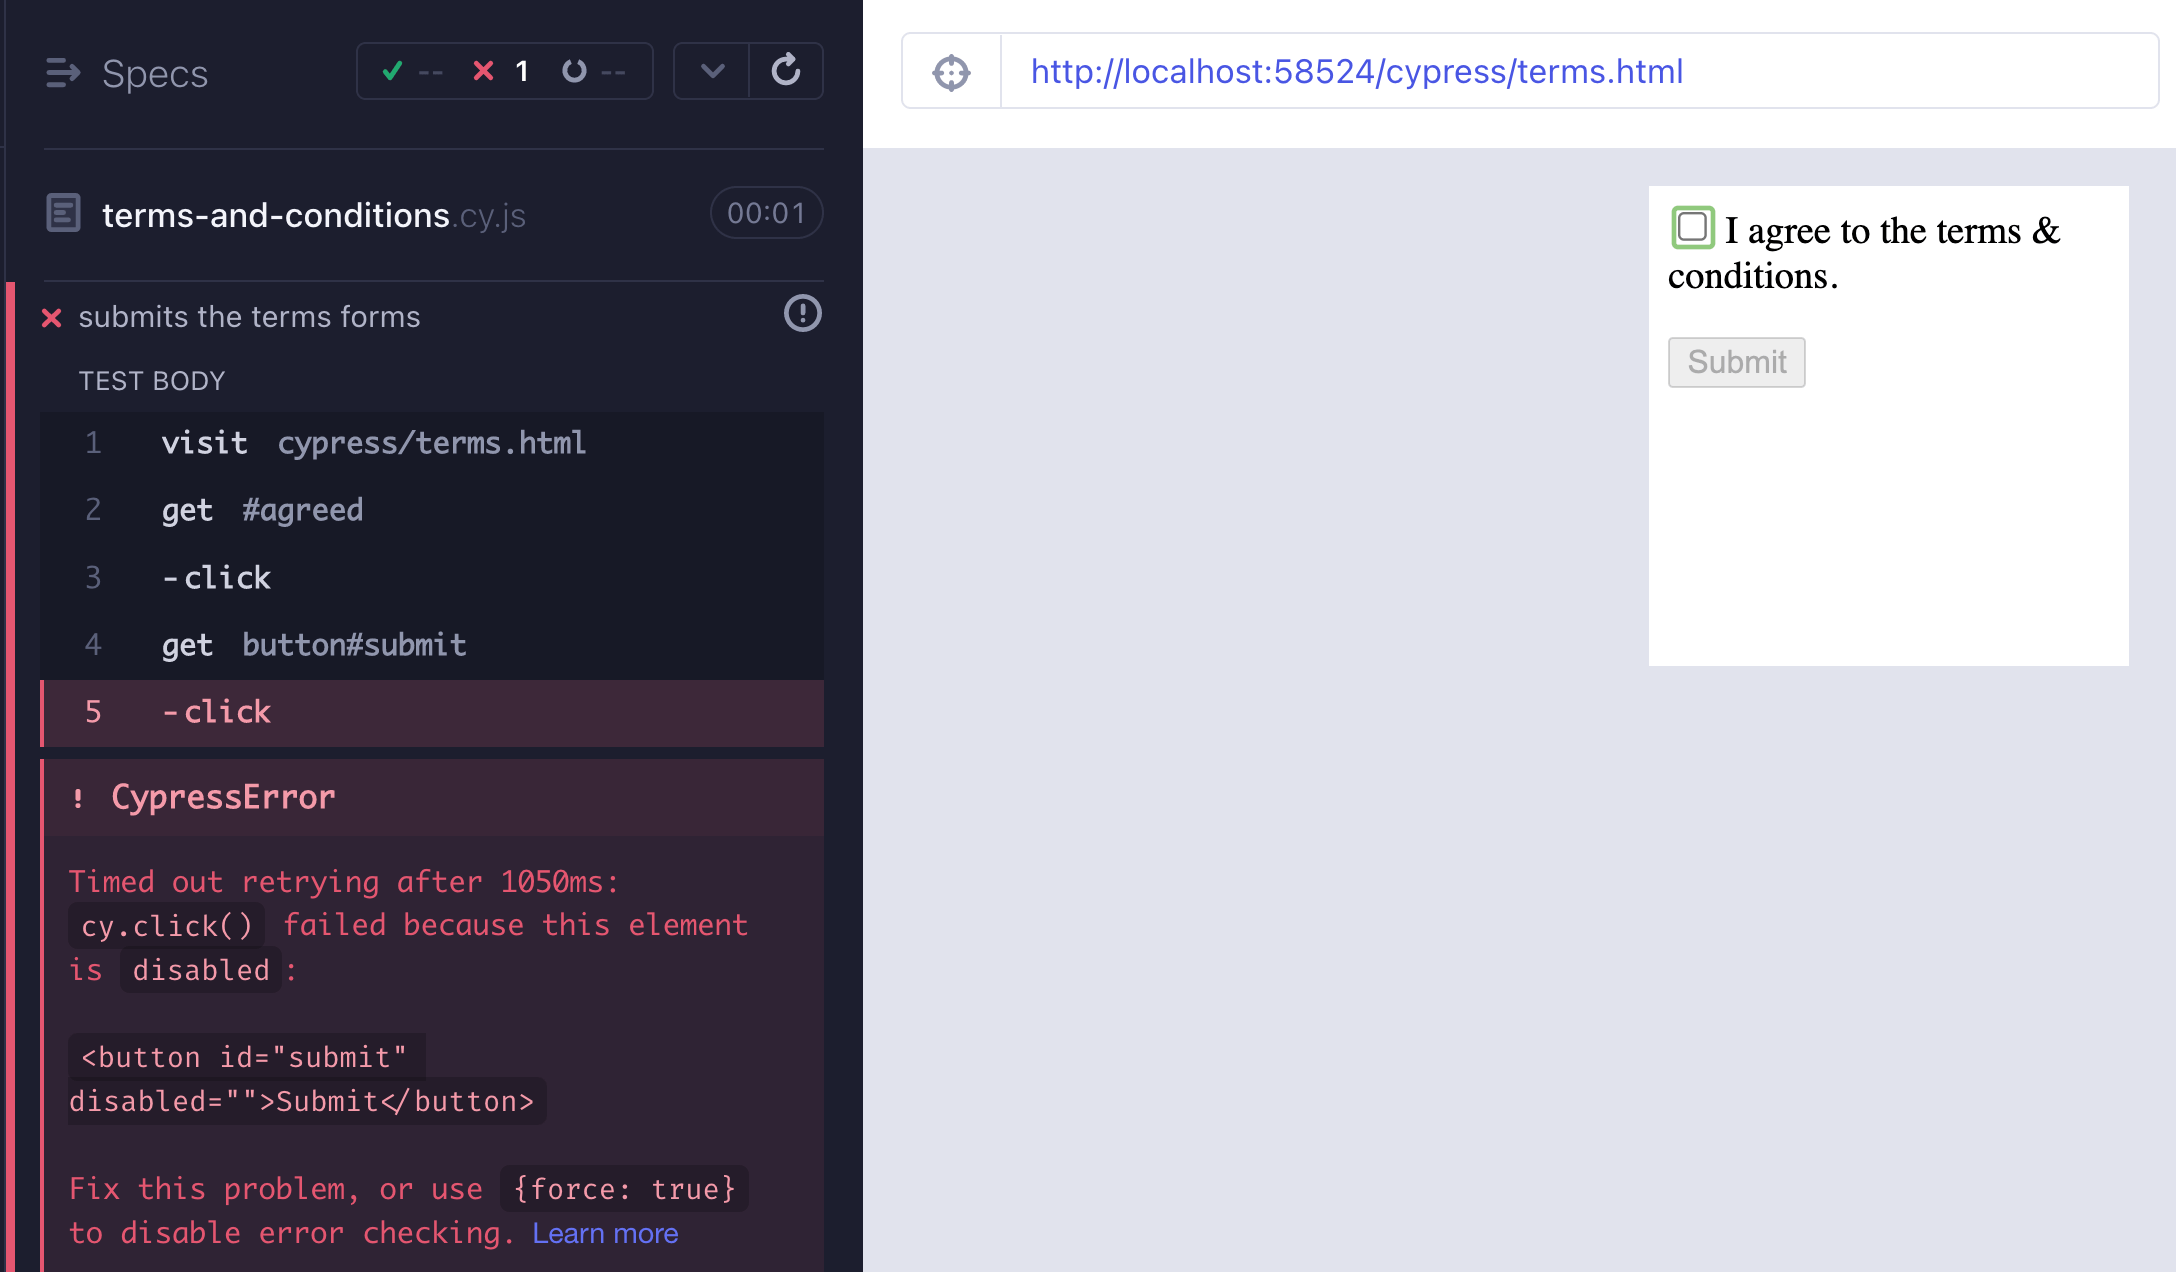 Specs
-- 1 --
http://localhost:58524/cypress/terms.html
terms-and-conditions.cy.js 00:01
submits the terms forms
TEST BODY
1 visit cypress/terms.html
2 get #agreed
3 -click
4 get button#submit
5 -click
! CypressError
Timed out retrying after 1050ms:
cy.click() failed because this element
is disabled:
<button id="submit"
disabled="">Submit</button>
Fix this problem, or use {force: true}
to disable error checking. Learn more
I agree to the terms &
conditions.
Submit